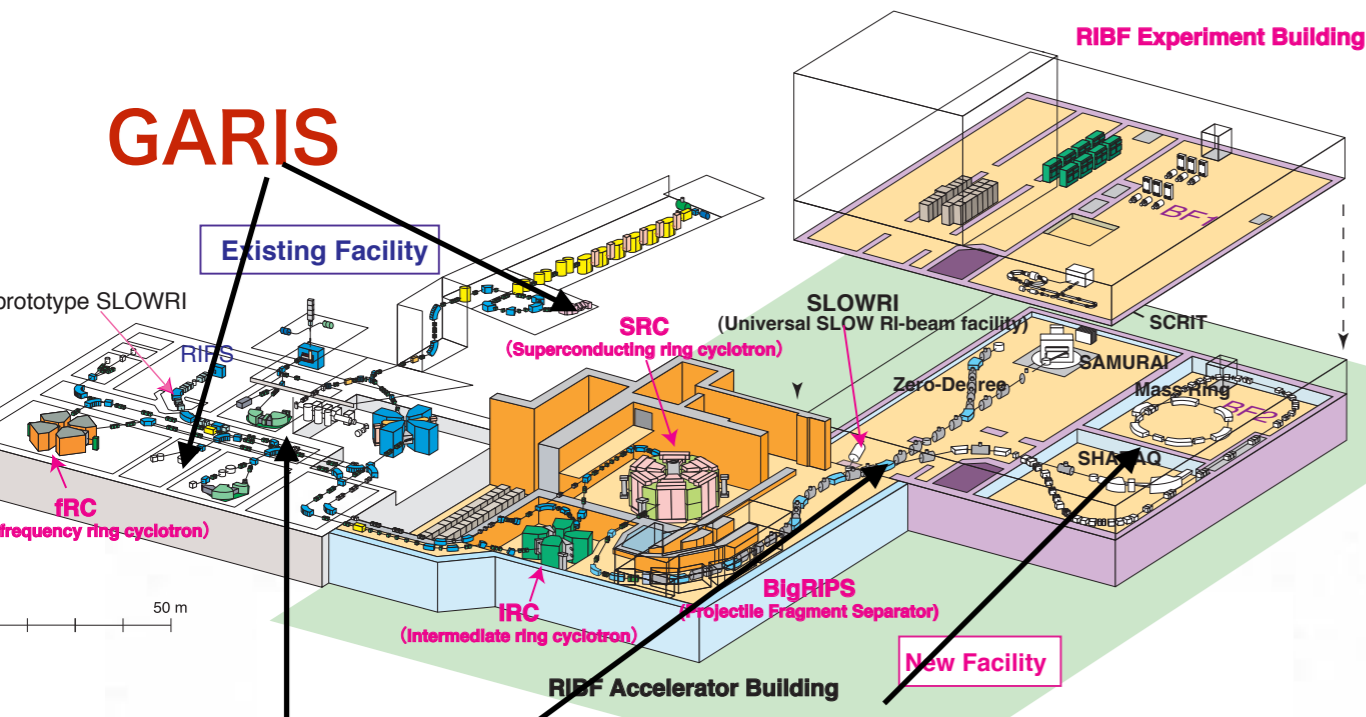 RIBF Experiment Building
GARIS
Existing Facility
BF1
prototype SLOWRI
SLOWRI
(Universal SLOW RI-beam facility)
SCRIT
SRC
(Superconducting ring cyclotron)
RIPS
SAMURAI
Zero-Degree
Mass Ring
BF2
SHARAQ
fRC
frequency ring cyclotron)
50 m
BigRIPS
(Projectile Fragment Separator)
IRC
(Intermediate ring cyclotron)
New Facility
RIBF Accelerator Building